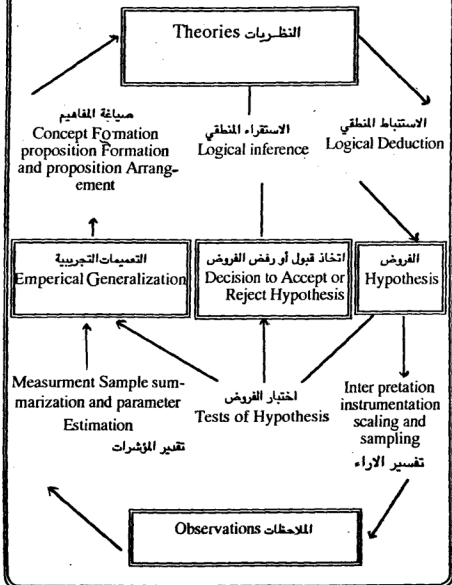 Theories النظريات
صياغة المفاهيم
Concept Formation
proposition Formation
and proposition Arrang-
ement
الاستقراء المنطقي
Logical inference
الاستنباط المنطقي
Logical Deduction
التعميمات التجريبية
Emperical Generalization
اتخاذ قبول أو رفض الفروض
Decision to Accept or
Reject Hypothesis
الفروض
Hypothesis
Measurment Sample sum-
marization and parameter
Estimation
تقدير المؤشرات
اختبار الفروض
Tests of Hypothesis
Inter pretation
instrumentation
scaling and
sampling
تفسير الاراء
Observations الملاحظات